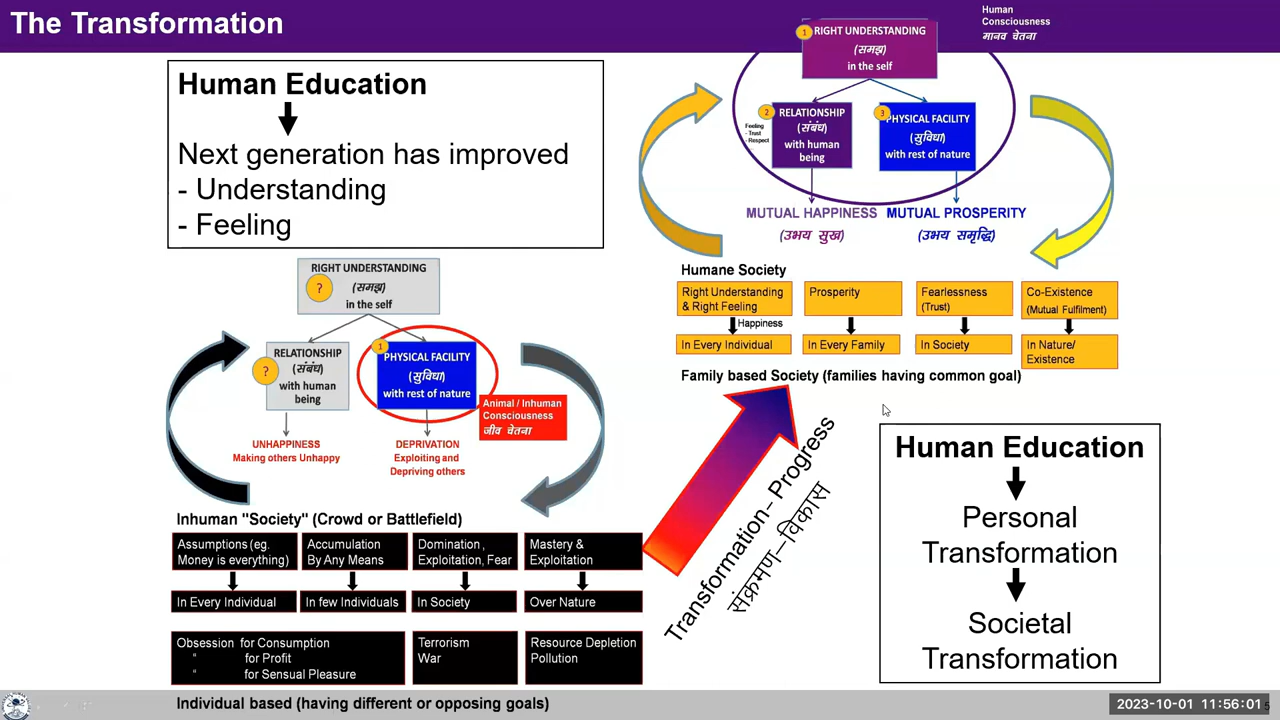 The Transformation
Human
Consciousness
मानव चेतना
Human Education
Next generation has improved
- Understanding
- Feeling
1
RIGHT UNDERSTANDING
(समझ)
in the self
2
RELATIONSHIP
(संबंध)
with human
being
Feeling
- Trust
- Respect
3
PHYSICAL FACILITY
(सुविधा)
with rest of nature
MUTUAL HAPPINESS
(उभय सुख)
MUTUAL PROSPERITY
(उभय समृद्धि)
Humane Society
Right Understanding
& Right Feeling
Happiness
In Every Individual
Prosperity
In Every Family
Fearlessness
(Trust)
In Society
Co-Existence
(Mutual Fulfilment)
In Nature/
Existence
Family based Society (families having common goal)
RIGHT UNDERSTANDING
?
(समझ)
in the self
RELATIONSHIP
?
(संबंध)
with human
being
1
PHYSICAL FACILITY
(सुविधा)
with rest of nature
Animal / Inhuman
Consciousness
जीव चेतना
UNHAPPINESS
Making others Unhappy
DEPRIVATION
Exploiting and
Depriving others
Inhuman "Society" (Crowd or Battlefield)
Assumptions (eg.
Money is everything)
In Every Individual
Accumulation
By Any Means
In few Individuals
Domination ,
Exploitation, Fear
In Society
Mastery &
Exploitation
Over Nature
Obsession for Consumption
" for Profit
" for Sensual Pleasure
Terrorism
War
Resource Depletion
Pollution
Individual based (having different or opposing goals)
Transformation– Progress
संक्रमण–विकास
Human Education
Personal
Transformation
Societal
Transformation
2023-10-01 11:56:01
5